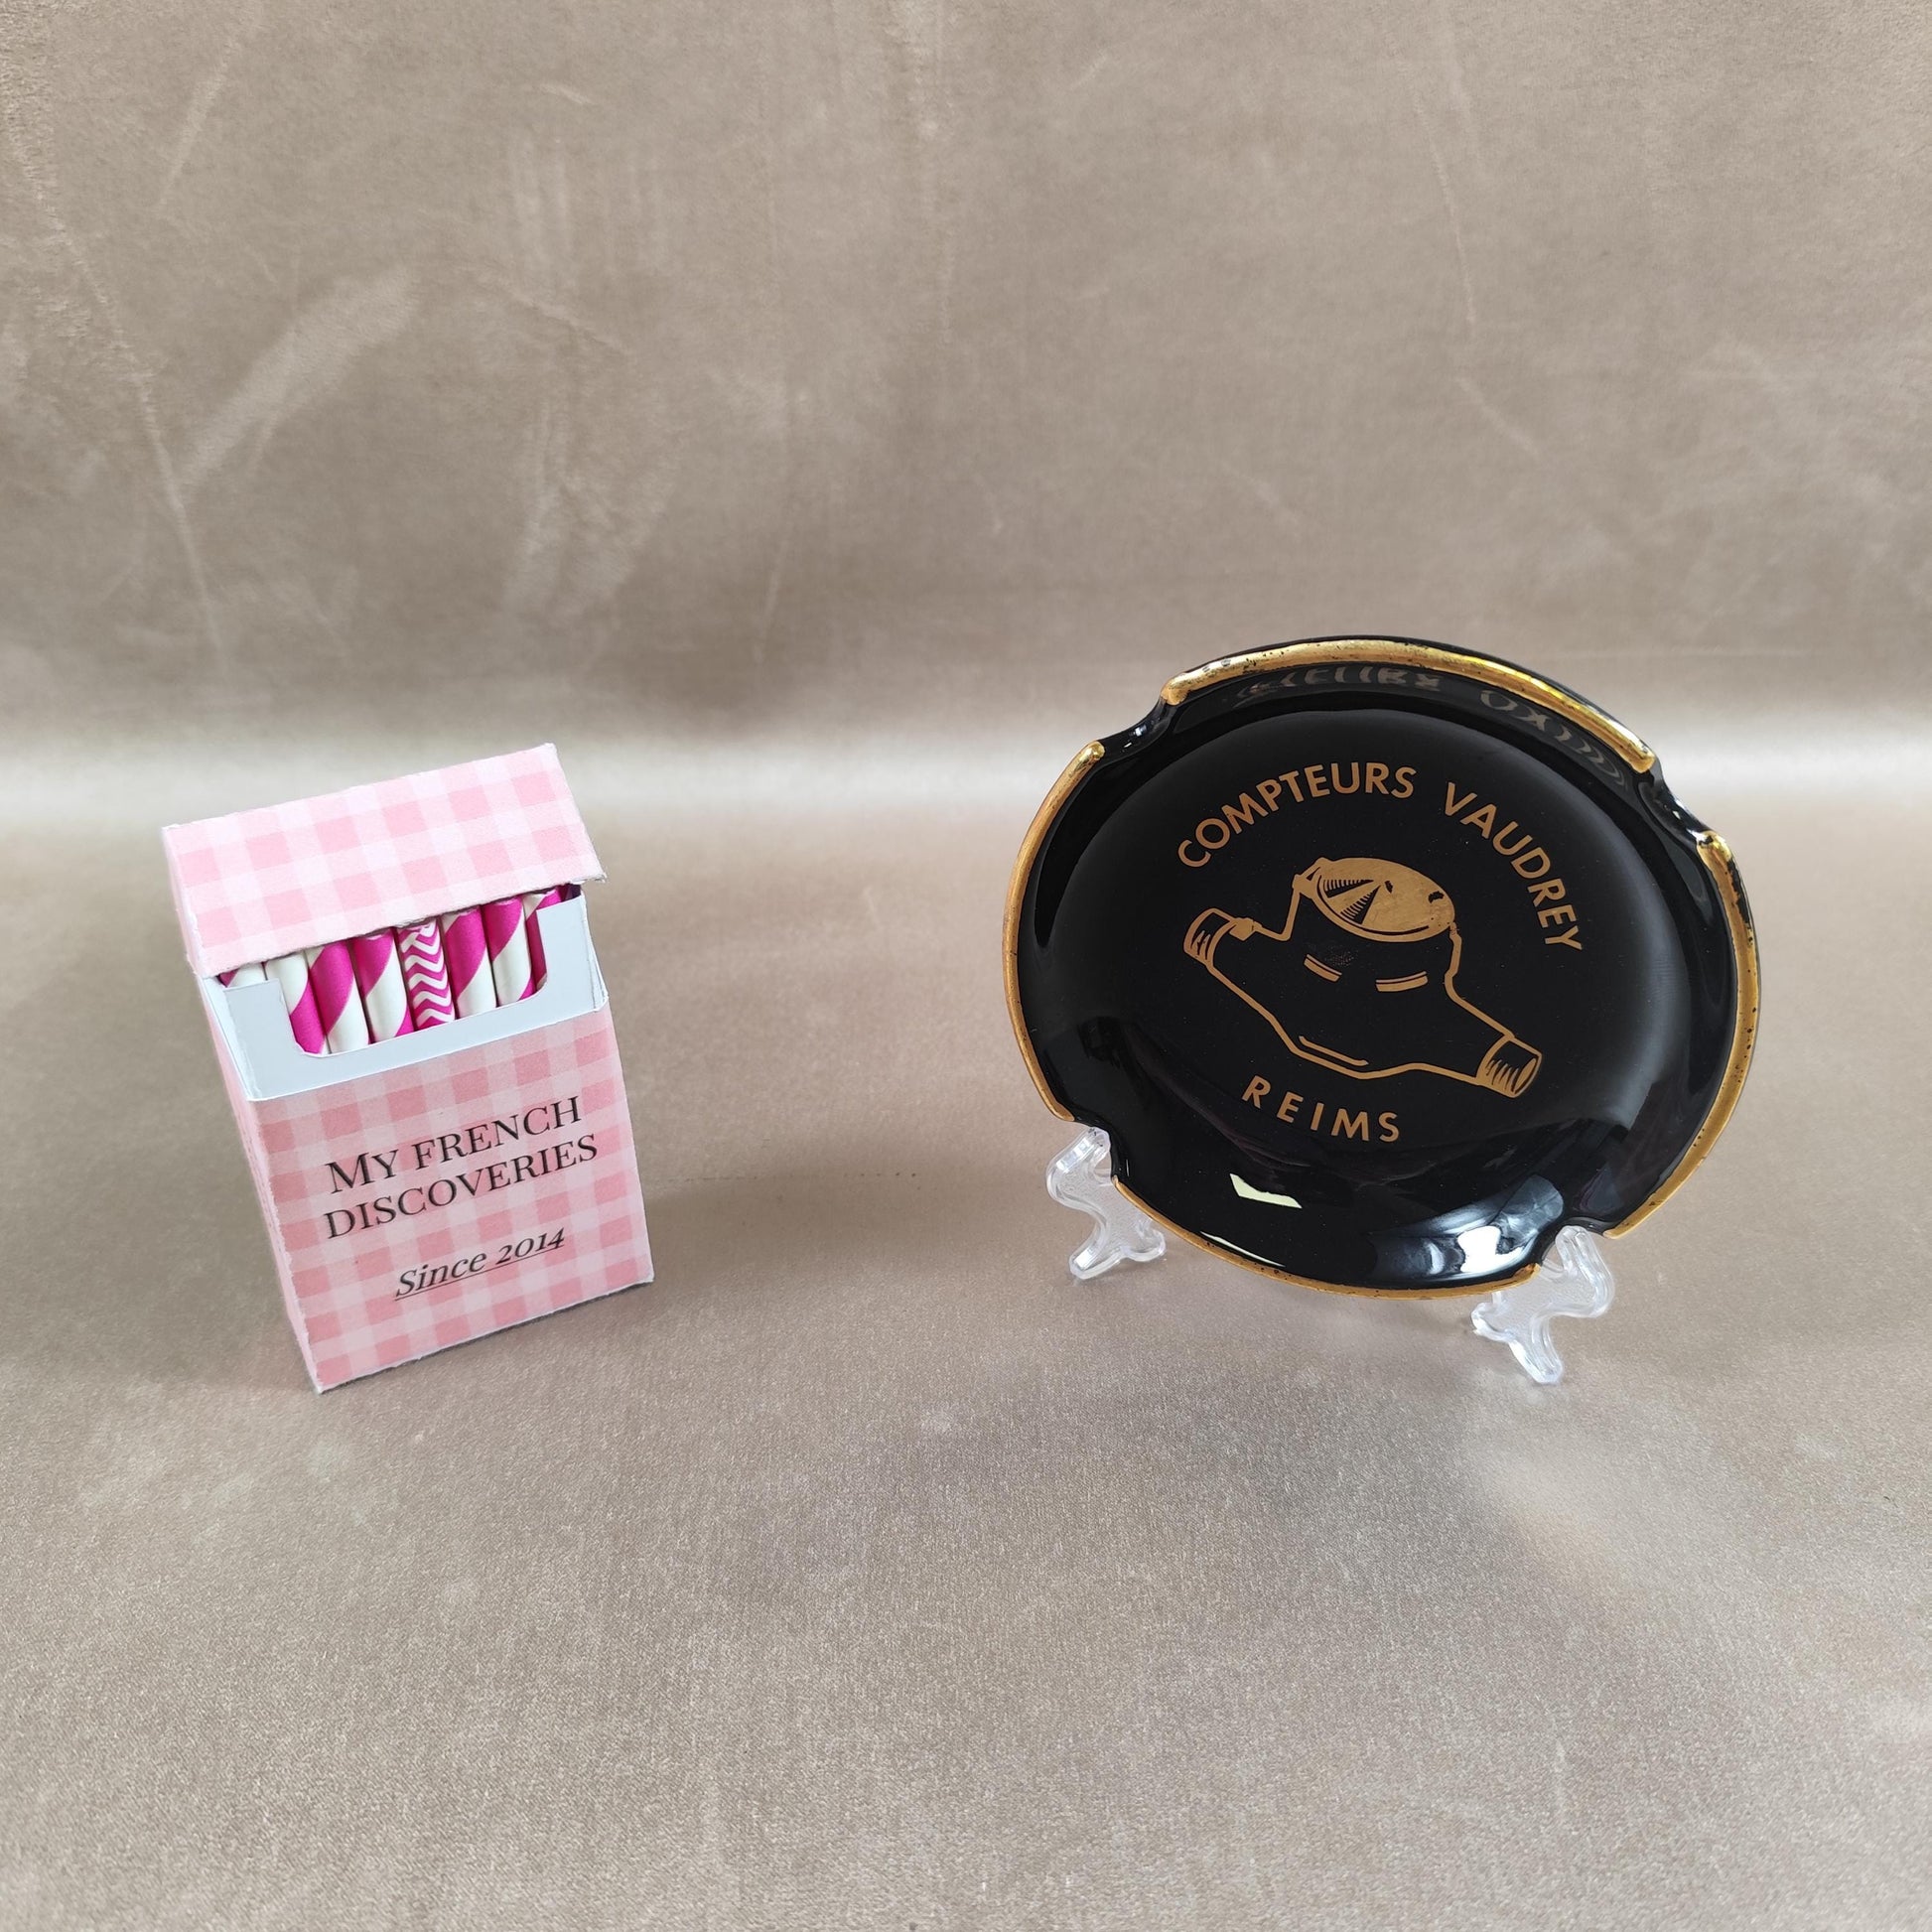 My French
Discoveries
Since 2014
COMPTEURS VAUDREY
REIMS